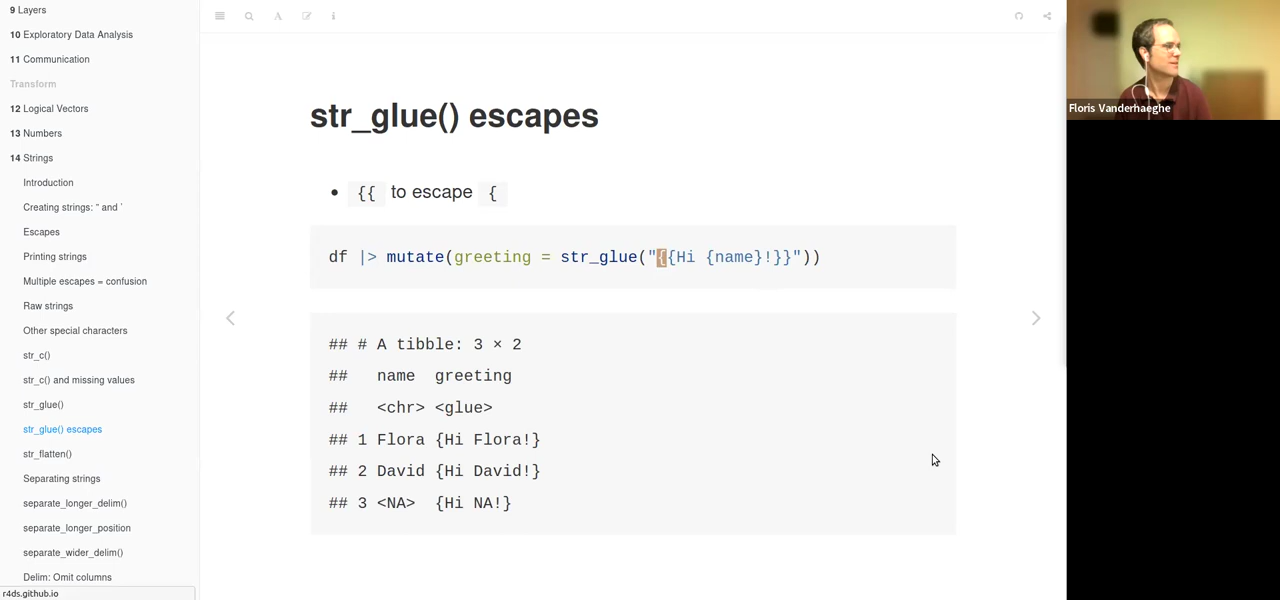 9 Layers
10 Exploratory Data Analysis
11 Communication
Transform
12 Logical Vectors
13 Numbers
14 Strings
Introduction
Creating strings: " and '
Escapes
Printing strings
Multiple escapes = confusion
Raw strings
Other special characters
str_c()
str_c() and missing values
str_glue()
str_glue() escapes
str_flatten()
Separating strings
separate_longer_delim()
separate_longer_position
separate_wider_delim()
Delim: Omit columns
r4ds.github.io
str_glue() escapes
• {{ to escape {
df |> mutate(greeting = str_glue("{{Hi {name}!}}"))
## # A tibble: 3 × 2
##   name  greeting
##   <chr> <glue>
## 1 Flora {Hi Flora!}
## 2 David {Hi David!}
## 3 <NA>  {Hi NA!}
Floris Vanderhaeghe